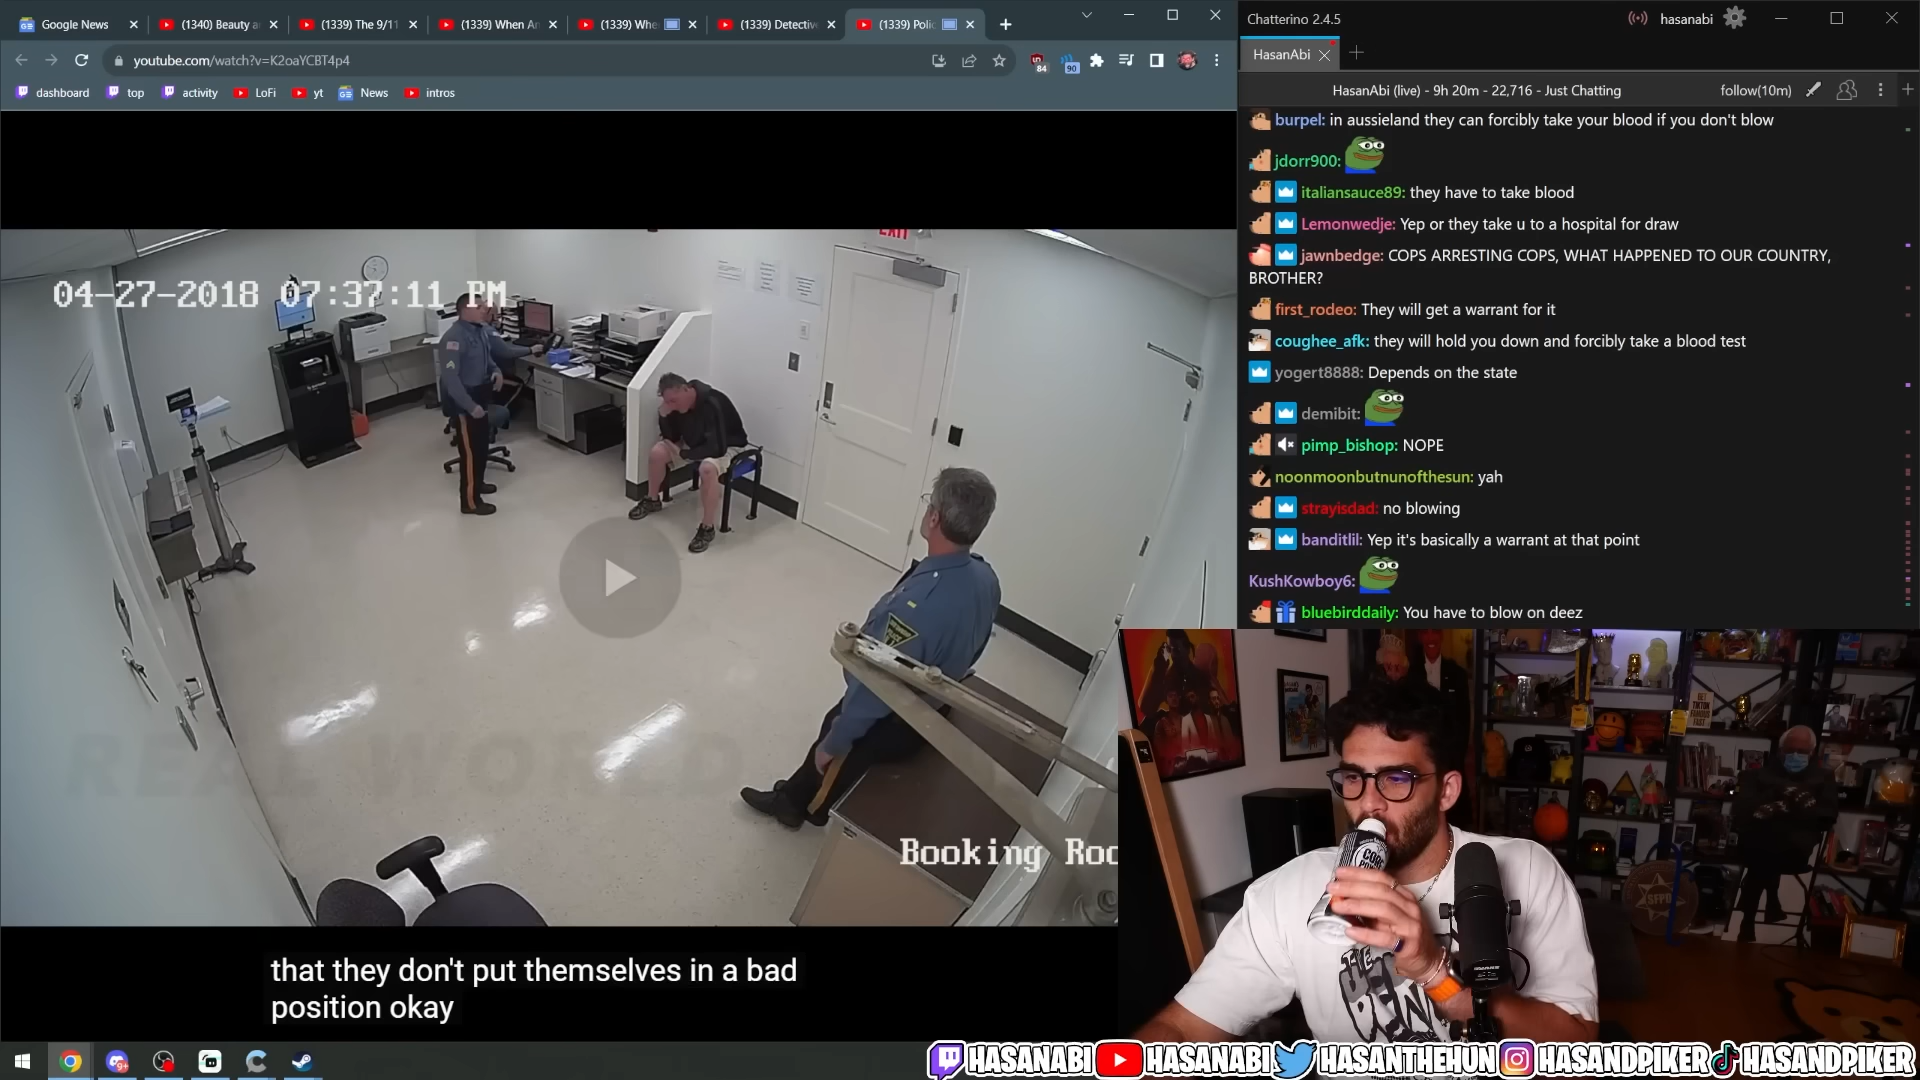 Google News
(1340) Beauty a
(1339) The 9/11
(1339) When A
(1339) Whe
(1339) Detectiv
(1339) Poli
youtube.com/watch?v=K2oaYCBT4p4
84
90
dashboard
top
activity
LoFi
yt
News
intros
04-27-2018 07:37:11 PM
EXIT
REAL WORLD
Booking Roo
that they don't put themselves in a bad
position okay
Chatterino 2.4.5
hasanabi
HasanAbi
HasanAbi (live) - 9h 20m - 22,716 - Just Chatting
follow(10m)
burpel: in aussieland they can forcibly take your blood if you don't blow
jdorr900:
italiansauce89: they have to take blood
Lemonwedje: Yep or they take u to a hospital for draw
jawnbedge: COPS ARRESTING COPS, WHAT HAPPENED TO OUR COUNTRY,
BROTHER?
first_rodeo: They will get a warrant for it
coughee_afk: they will hold you down and forcibly take a blood test
yogert8888: Depends on the state
demibit:
pimp_bishop: NOPE
noonmoonbutnunofthesun: yah
strayisdad: no blowing
banditlil: Yep it's basically a warrant at that point
KushKowboy6:
bluebirddaily: You have to blow on deez
CORE
SFPD
HASANABI
HASANABI
HASANTHEHUN
HASANDPIKER
HASANDPIKER